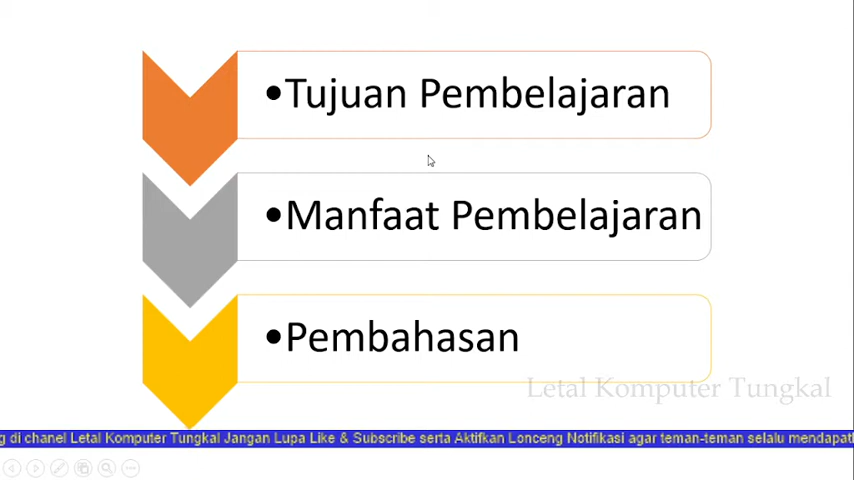 •Tujuan Pembelajaran
•Manfaat Pembelajaran
•Pembahasan
Letal Komputer Tungkal
di chanel Letal Komputer Tungkal Jangan Lupa Like & Subscribe serta Aktifkan Lonceng Notifikasi agar teman-teman selalu